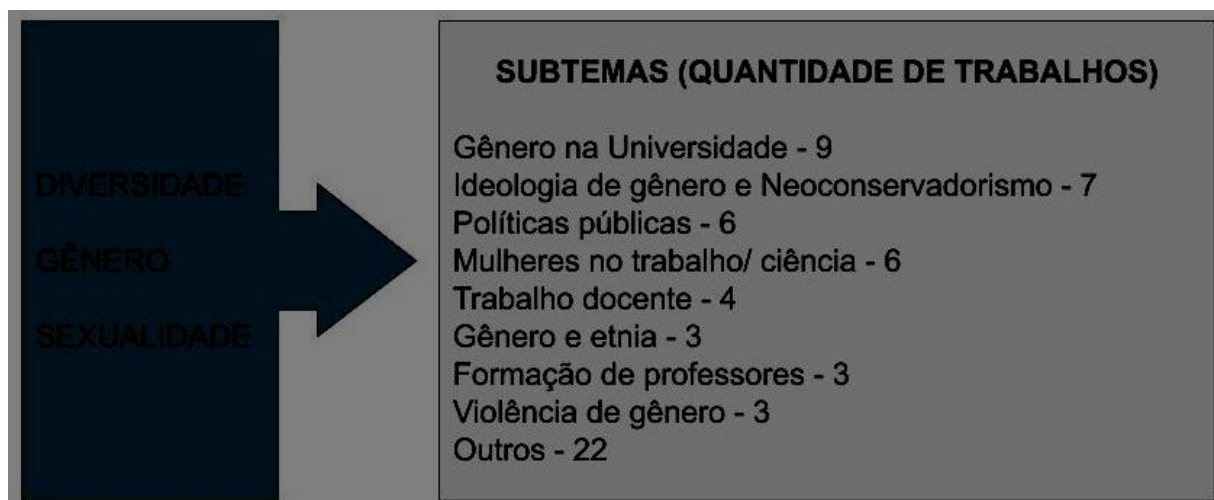 DIVERSIDADE
GÊNERO
SEXUALIDADE
SUBTEMAS (QUANTIDADE DE TRABALHOS)
Gênero na Universidade - 9
Ideologia de gênero e Neoconservadorismo - 7
Políticas públicas - 6
Mulheres no trabalho/ ciência - 6
Trabalho docente - 4
Gênero e etnia - 3
Formação de professores - 3
Violência de gênero - 3
Outros - 22